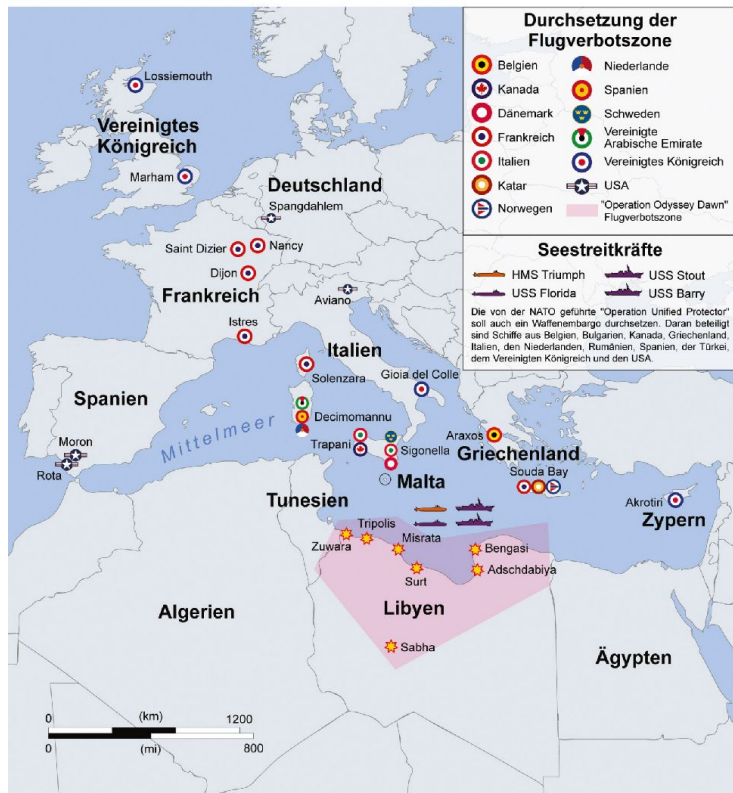 Durchsetzung der
Flugverbotszone
Belgien
Kanada
Dänemark
Frankreich
Italien
Katar
Norwegen
Niederlande
Spanien
Schweden
Vereinigte
Arabische Emirate
Vereinigtes Königreich
USA
"Operation Odyssey Dawn"
Flugverbotszone
Seestreitkräfte
HMS Triumph
USS Stout
USS Florida
USS Barry
Die von der NATO geführte "Operation Unified Protector"
soll auch ein Waffenembargo durchsetzen. Daran beteiligt
sind Schiffe aus Belgien, Bulgarien, Kanada, Griechenland,
Italien, den Niederlanden, Rumänien, Spanien, der Türkei,
dem Vereinigten Königreich und den USA.
Lossiemouth
Vereinigtes
Königreich
Marham
Deutschland
Spangdahlem
Saint Dizier
Nancy
Dijon
Frankreich
Aviano
Istres
Italien
Solenzara
Gioia del Colle
Spanien
Decimomannu
Mittelmeer
Moron
Rota
Trapani
Sigonella
Araxos
Griechenland
Souda Bay
Malta
Akrotiri
Zypern
Tunesien
Tripolis
Misrata
Zuwara
Bengasi
Surt
Adschdabiya
Algerien
Libyen
Sabha
Ägypten
0 (km) 1200
0 (mi) 800